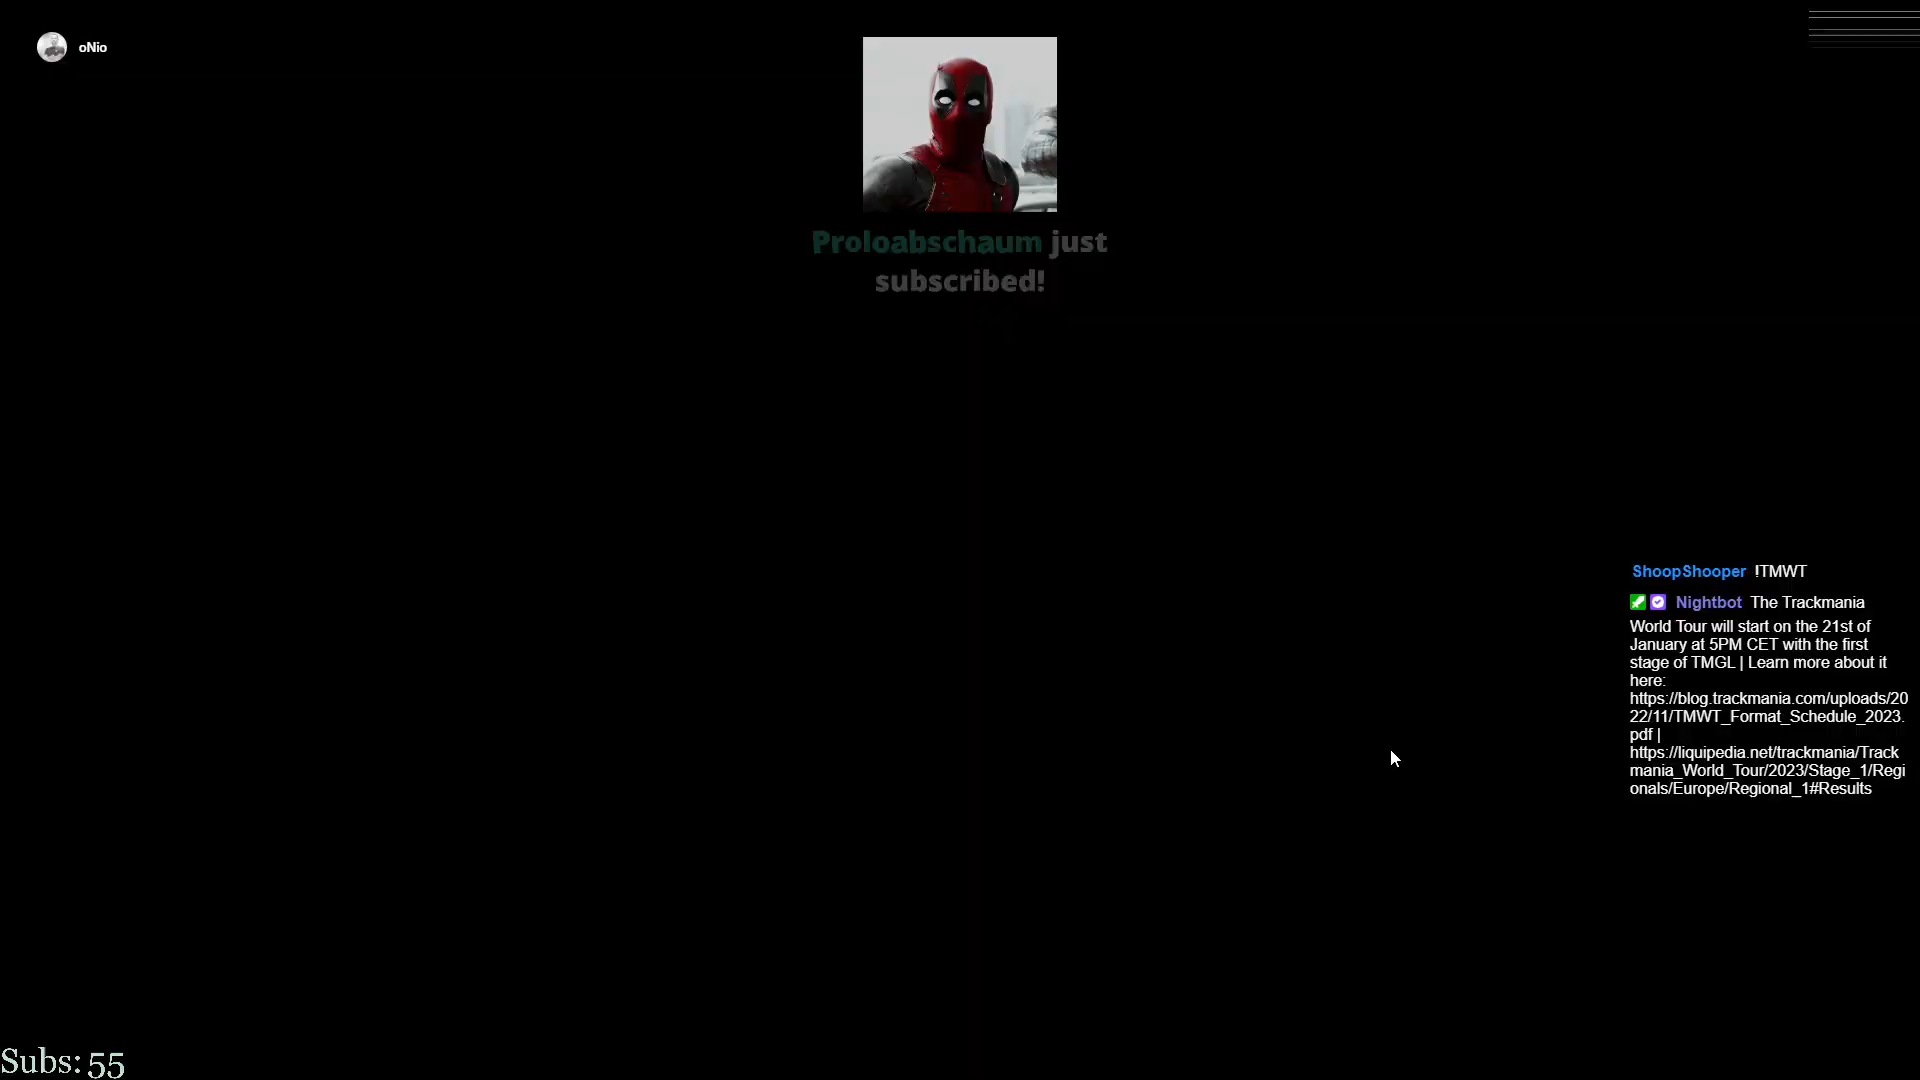 oNio
Proloabschaum just
subscribed!
ShoopShooper !TMWT
Nightbot The Trackmania
World Tour will start on the 21st of
January at 5PM CET with the first
stage of TMGL | Learn more about it
here:
https://blog.trackmania.com/uploads/20
22/11/TMWT_Format_Schedule_2023.
pdf |
https://liquipedia.net/trackmania/Track
mania_World_Tour/2023/Stage_1/Regi
onals/Europe/Regional_1#Results
Subs: 55